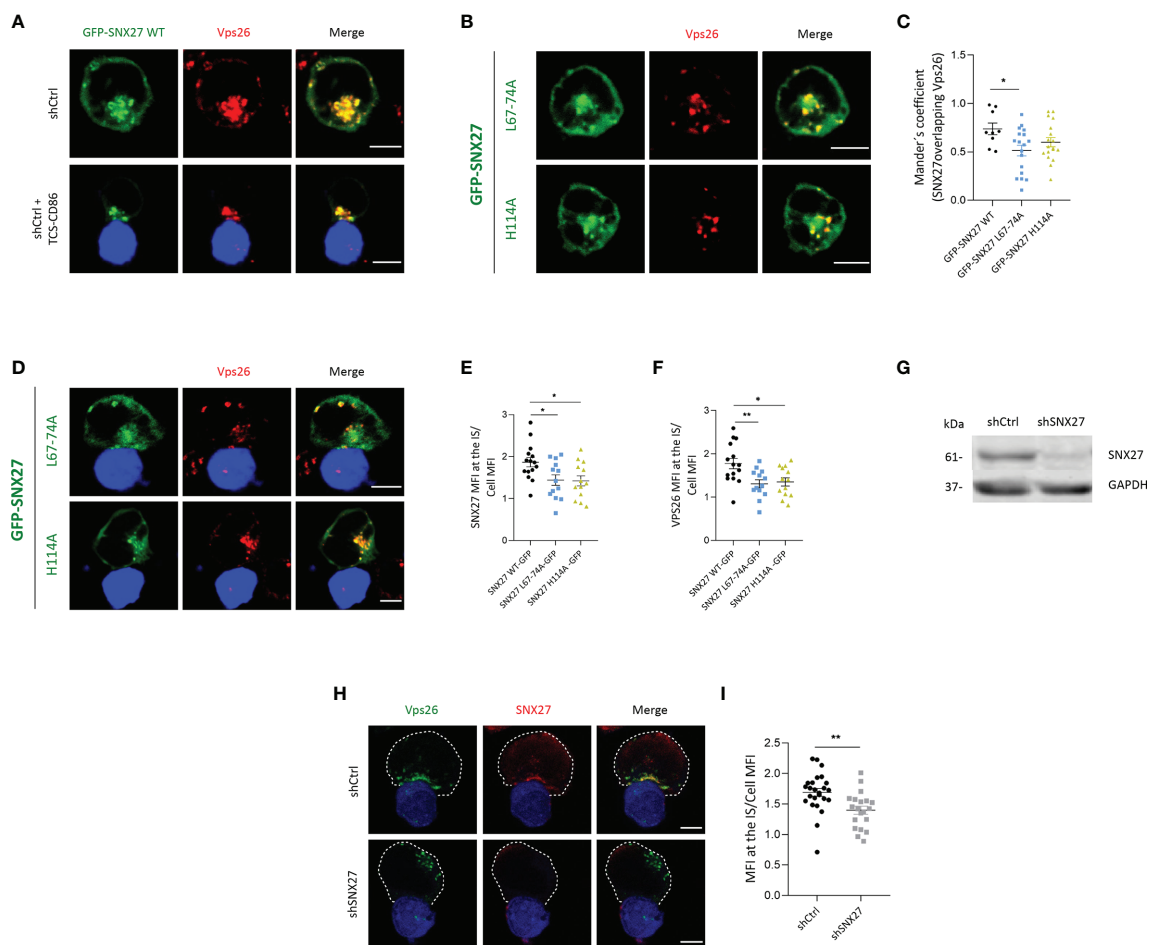 A
GFP-SNX27 WT
Vps26
Merge
shCtrl
shCtrl +
TCS-CD86
B
Vps26
Merge
GFP-SNX27
L67-74A
H114A
C
Mander´s coefficient
(SNX27overlapping Vps26)
1.5
1.0
0.5
0.0
*
GFP-SNX27 WT
GFP-SNX27 L67-74A
GFP-SNX27 H114A
D
Vps26
Merge
GFP-SNX27
L67-74A
H114A
E
SNX27 MFI at the IS/
Cell MFI
3
2
1
0
*
*
SNX27 WT-GFP
SNX27 L67-74A-GFP
SNX27 H114A -GFP
F
VPS26 MFI at the IS/
Cell MFI
3
2
1
0
*
**
SNX27 WT-GFP
SNX27 L67-74A-GFP
SNX27 H114A -GFP
G
kDa
shCtrl
shSNX27
61-
SNX27
37-
GAPDH
H
Vps26
SNX27
Merge
shCtrl
shSNX27
I
MFI at the IS/Cell MFI
2.5
2.0
1.5
1.0
0.5
0.0
**
shCtrl
shSNX27